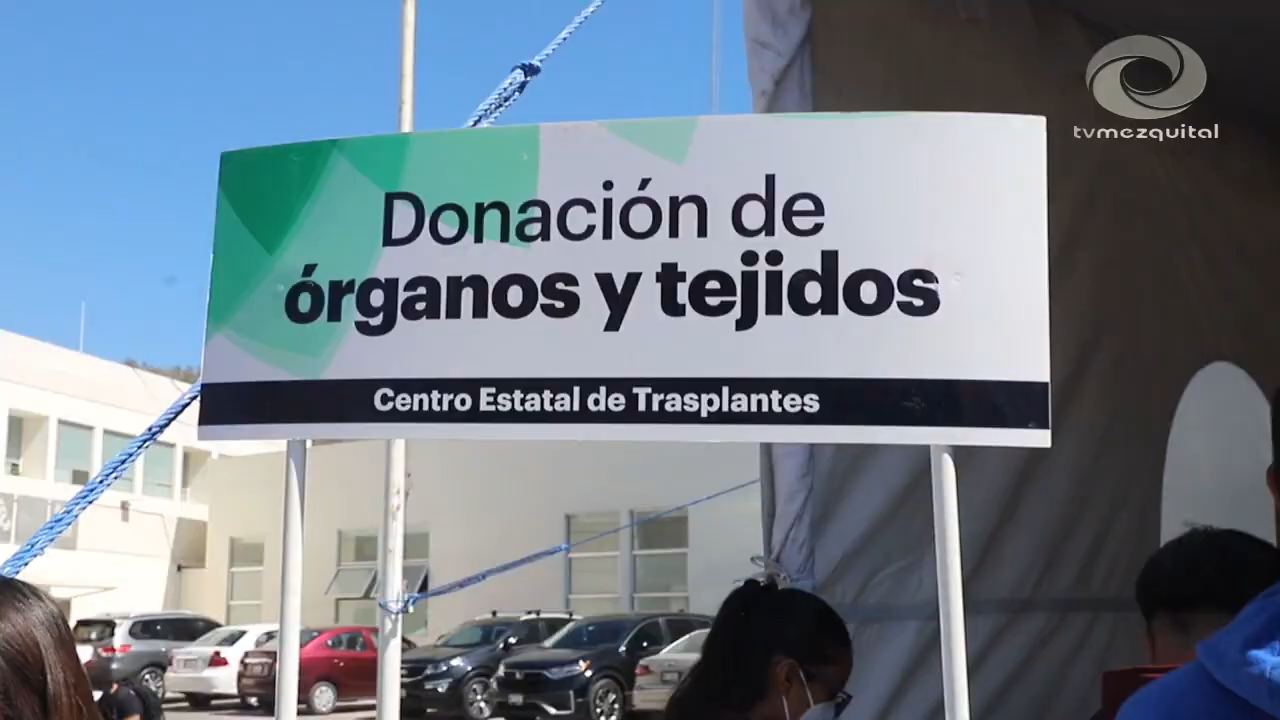 tvmezquital
Donación de
órganos y tejidos
Centro Estatal de Trasplantes